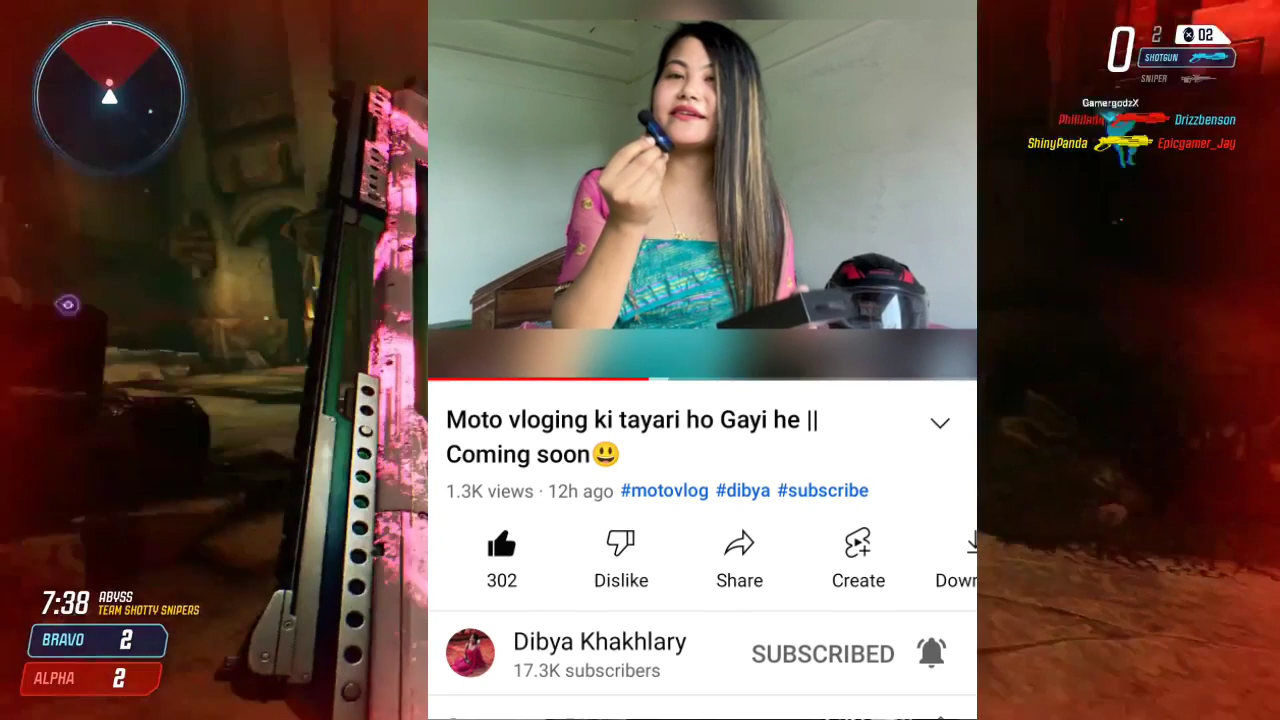 0
2
02
SHOTGUN
SNIPER
GamergodzX
Drizzbenson
ShinyPanda
Epicgamer_Jay
Moto vloging ki tayari ho Gayi he ||
Coming soon😃
1.3K views · 12h ago #motovlog #dibya #subscribe
302
Dislike
Share
Create
Down
7:38 ABYSS
TEAM SHOTTY SNIPERS
BRAVO 2
ALPHA 2
Dibya Khakhlary
17.3K subscribers
SUBSCRIBED